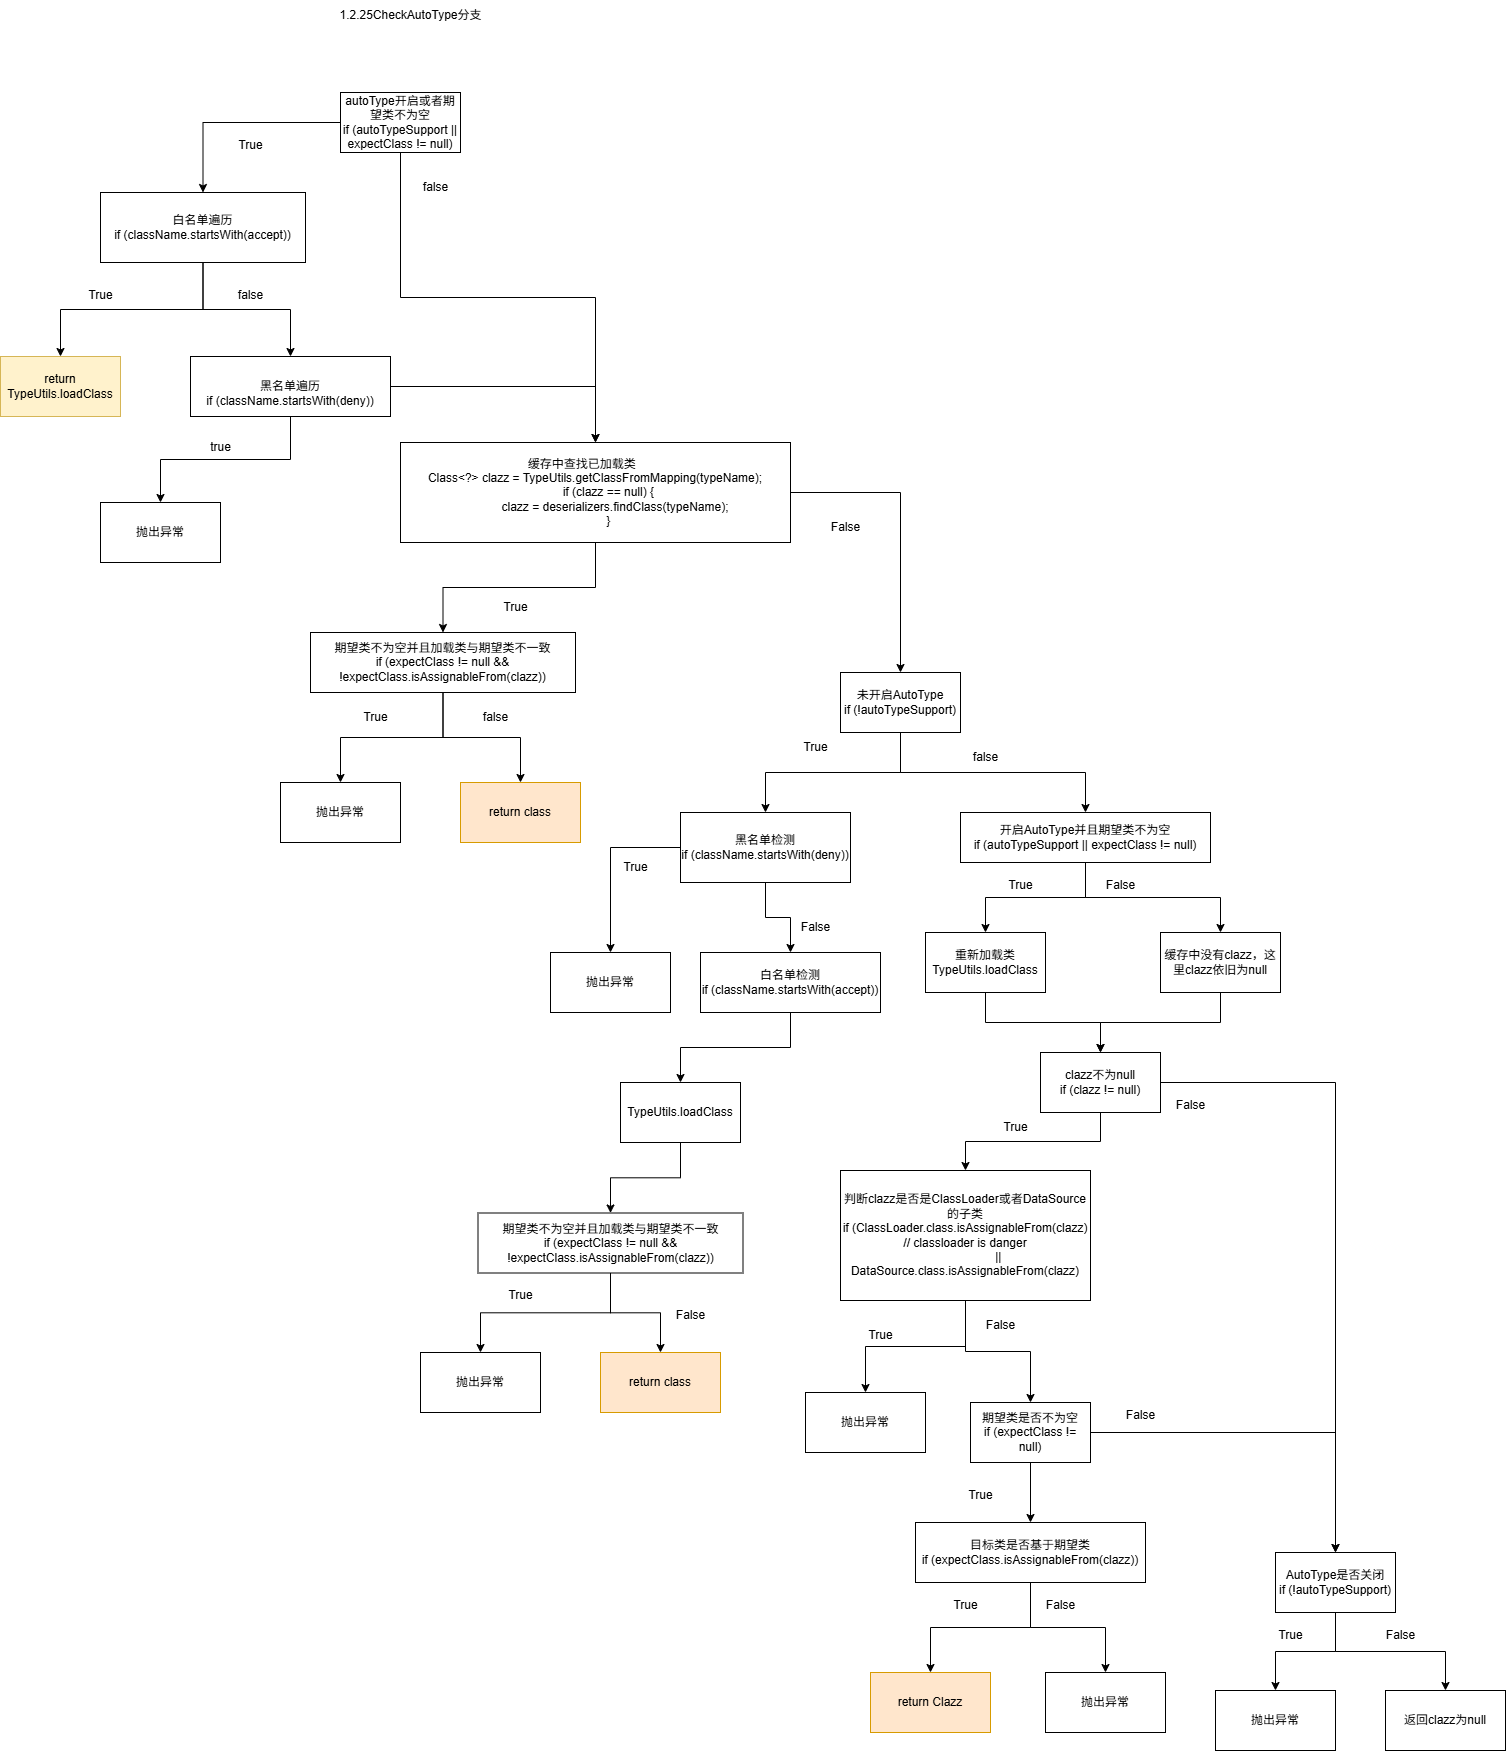 1.2.25CheckAutoType分支
autoType开启或者期
望类不为空
if (autoTypeSupport ||
expectClass != null)
True
false
白名单遍历
if (className.startsWith(accept))
True
false
return
TypeUtils.loadClass
黑名单遍历
if (className.startsWith(deny))
true
抛出异常
缓存中查找已加载类
Class<?> clazz = TypeUtils.getClassFromMapping(typeName);
if (clazz == null) {
clazz = deserializers.findClass(typeName);
}
False
True
期望类不为空并且加载类与期望类不一致
if (expectClass != null &&
!expectClass.isAssignableFrom(clazz))
True
false
抛出异常
return class
未开启AutoType
if (!autoTypeSupport)
True
false
黑名单检测
if (className.startsWith(deny))
True
False
抛出异常
白名单检测
if (className.startsWith(accept))
TypeUtils.loadClass
期望类不为空并且加载类与期望类不一致
if (expectClass != null &&
!expectClass.isAssignableFrom(clazz))
True
False
抛出异常
return class
开启AutoType并且期望类不为空
if (autoTypeSupport || expectClass != null)
True
False
重新加载类
TypeUtils.loadClass
缓存中没有clazz，这
里clazz依旧为null
clazz不为null
if (clazz != null)
False
True
判断clazz是否是ClassLoader或者DataSource
的子类
if (ClassLoader.class.isAssignableFrom(clazz)
// classloader is danger
||
DataSource.class.isAssignableFrom(clazz)
True
False
抛出异常
期望类是否不为空
if (expectClass !=
null)
False
True
目标类是否基于期望类
if (expectClass.isAssignableFrom(clazz))
True
False
return Clazz
抛出异常
AutoType是否关闭
if (!autoTypeSupport)
True
False
抛出异常
返回clazz为null